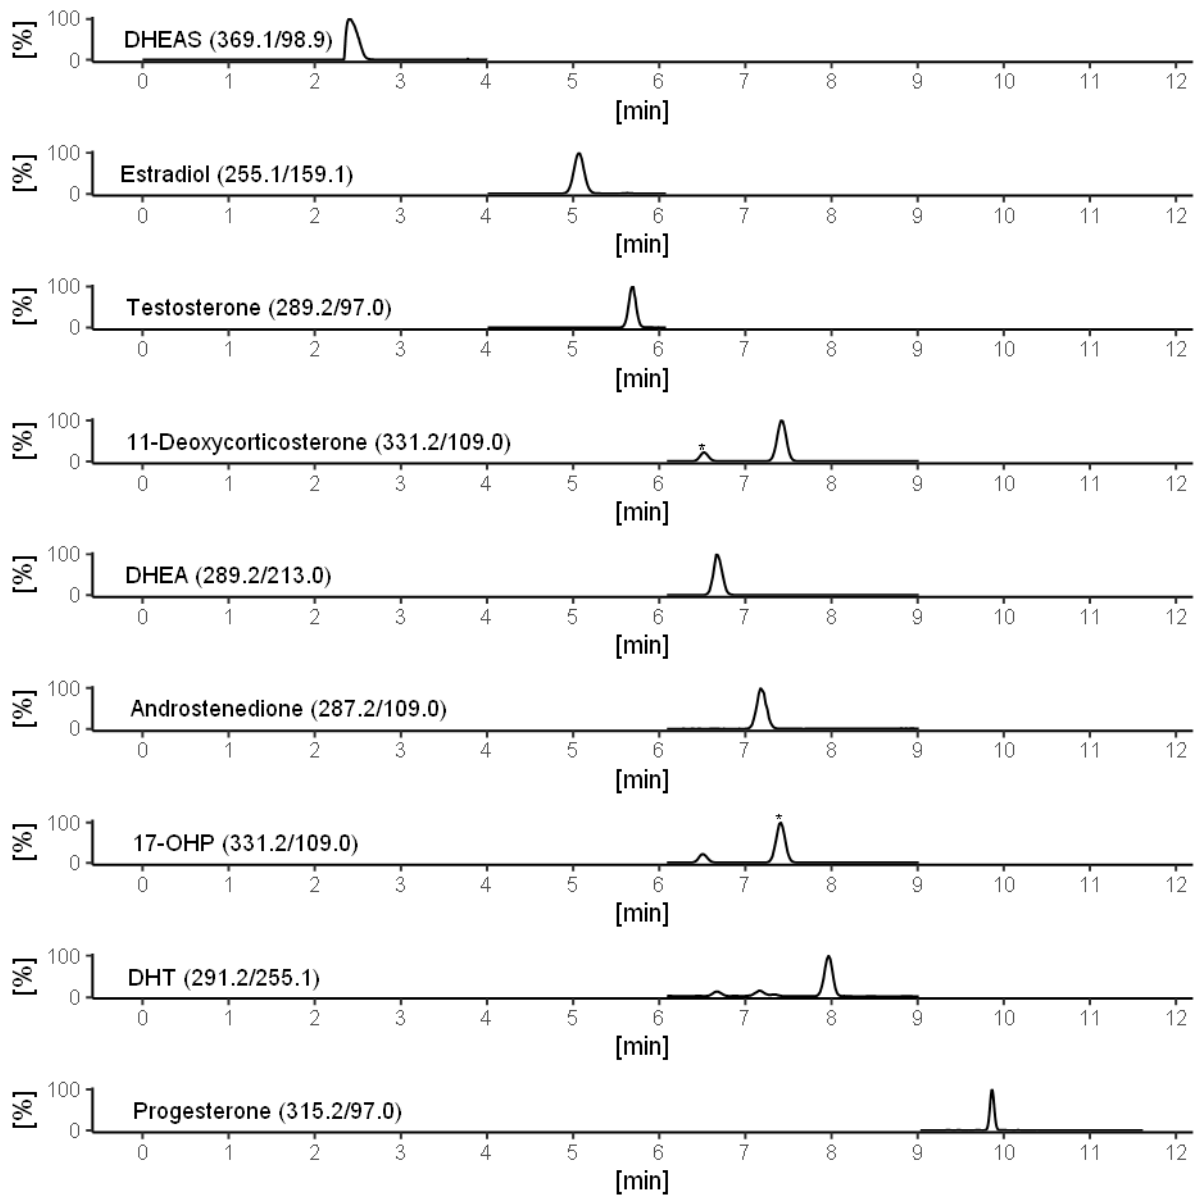 [%] 100 DHEAS (369.1/98.9)
0
0 1 2 3 4 5 6 7 8 9 10 11 12
[min]
[%] 100 Estradiol (255.1/159.1)
0
0 1 2 3 4 5 6 7 8 9 10 11 12
[min]
[%] 100 Testosterone (289.2/97.0)
0
0 1 2 3 4 5 6 7 8 9 10 11 12
[min]
[%] 100 11-Deoxycorticosterone (331.2/109.0) *
0
0 1 2 3 4 5 6 7 8 9 10 11 12
[min]
[%] 100 DHEA (289.2/213.0)
0
0 1 2 3 4 5 6 7 8 9 10 11 12
[min]
[%] 100 Androstenedione (287.2/109.0)
0
0 1 2 3 4 5 6 7 8 9 10 11 12
[min]
[%] 100 17-OHP (331.2/109.0) *
0
0 1 2 3 4 5 6 7 8 9 10 11 12
[min]
[%] 100 DHT (291.2/255.1)
0
0 1 2 3 4 5 6 7 8 9 10 11 12
[min]
[%] 100 Progesterone (315.2/97.0)
0
0 1 2 3 4 5 6 7 8 9 10 11 12
[min]